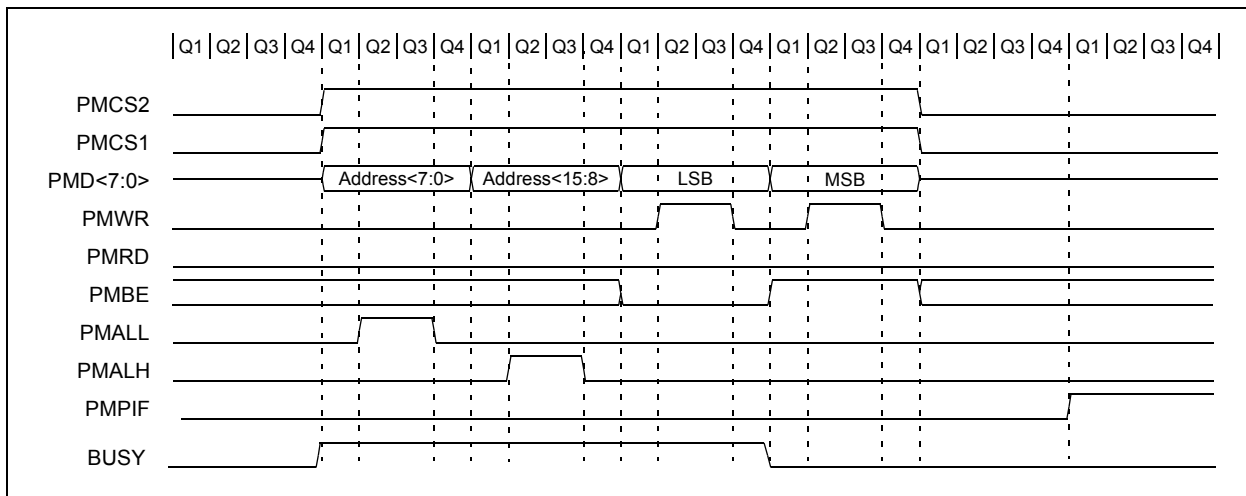 Q1 Q2 Q3 Q4 Q1 Q2 Q3 Q4 Q1 Q2 Q3 Q4 Q1 Q2 Q3 Q4 Q1 Q2 Q3 Q4 Q1 Q2 Q3 Q4 Q1 Q2 Q3 Q4
PMCS2
PMCS1
PMD<7:0> Address<7:0> Address<15:8> LSB MSB
PMWR
PMRD
PMBE
PMALL
PMALH
PMPIF
BUSY